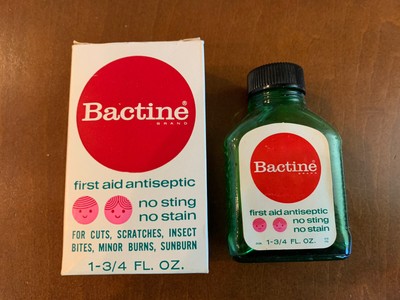 Bactine®
BRAND
first aid antiseptic
no sting
no stain
FOR CUTS, SCRATCHES, INSECT
BITES, MINOR BURNS, SUNBURN
1-3/4 FL. OZ.
Bactine®
first aid antiseptic
no sting
no stain
1-3/4 FL. OZ.